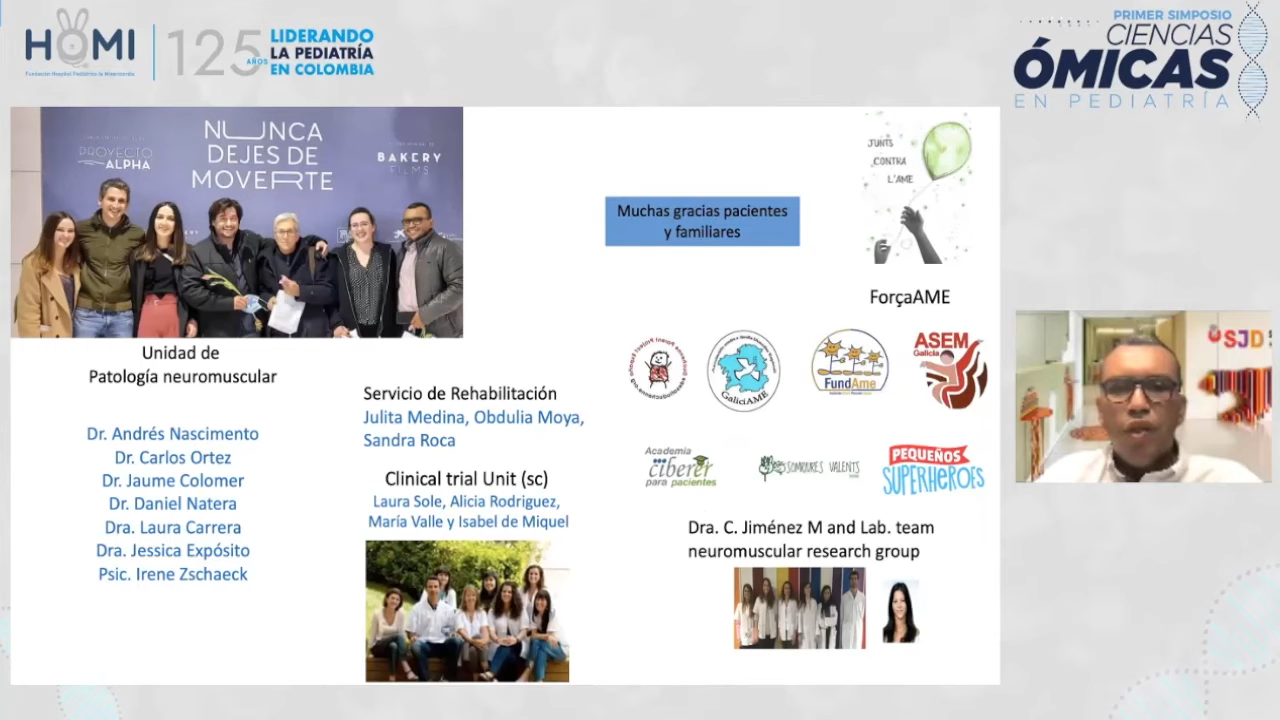 HOMI
Fundación Hospital Pediátrico la Misericordia
125
AÑOS
LIDERANDO
LA PEDIATRÍA
EN COLOMBIA
PRIMER SIMPOSIO
CIENCIAS
ÓMICAS
EN PEDIATRÍA
PROYECTO
ALPHA
NUNCA
DEJES DE
MOVERTE
BAKERY
FILMS
Unidad de
Patología neuromuscular
Dr. Andrés Nascimento
Dr. Carlos Ortez
Dr. Jaume Colomer
Dr. Daniel Natera
Dra. Laura Carrera
Dra. Jessica Expósito
Psic. Irene Zschaeck
Servicio de Rehabilitación
Julita Medina, Obdulia Moya,
Sandra Roca
Clinical trial Unit (sc)
Laura Sole, Alicia Rodriguez,
María Valle y Isabel de Miquel
Muchas gracias pacientes
y familiares
JUNTS
CONTRA
L'AME
ForçaAME
GaliciAME
FundAme
ASEM
Galicia
Academia
ciberer
para pacientes
SOMRIURES VALENTS
PEQUEÑOS
SUPERHEROES
Dra. C. Jiménez M and Lab. team
neuromuscular research group
SJD